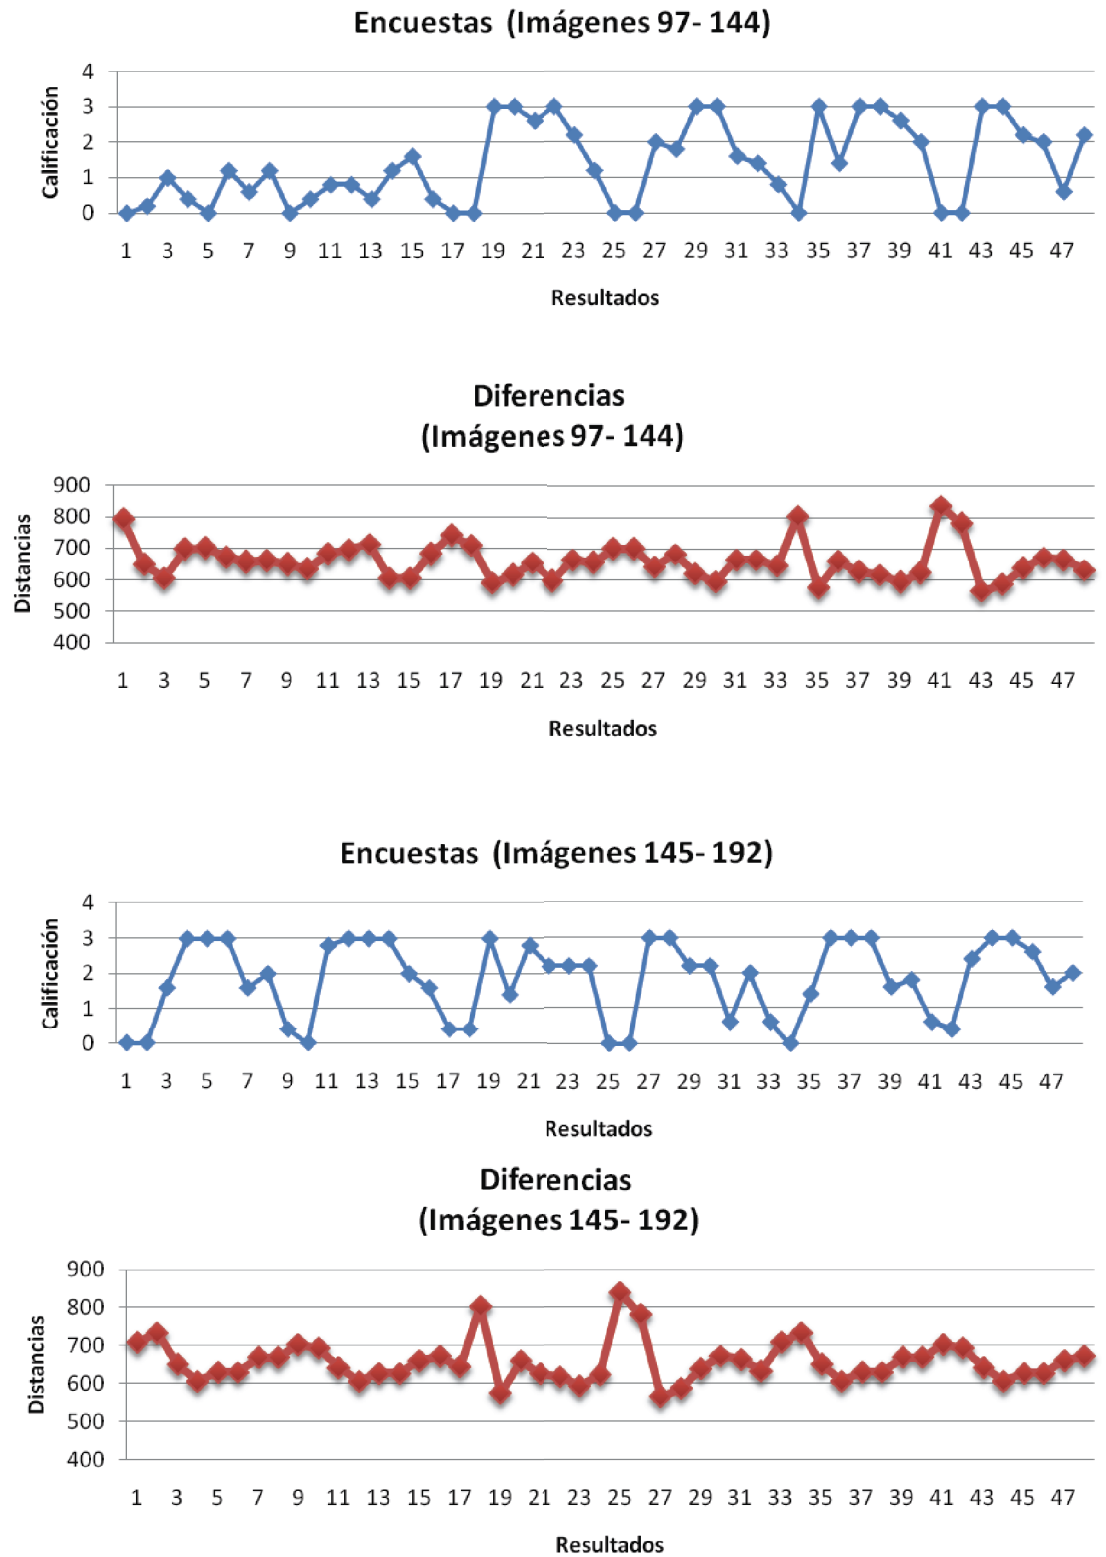 Encuestas (Imágenes 97- 144)
4
3
2
1
0
Calificación
1 3 5 7 9 11 13 15 17 19 21 23 25 27 29 31 33 35 37 39 41 43 45 47
Resultados
Diferencias
(Imágenes 97- 144)
900
800
700
600
500
400
Distancias
1 3 5 7 9 11 13 15 17 19 21 23 25 27 29 31 33 35 37 39 41 43 45 47
Resultados
Encuestas (Imágenes 145- 192)
4
3
2
1
0
Calificación
1 3 5 7 9 11 13 15 17 19 21 23 25 27 29 31 33 35 37 39 41 43 45 47
Resultados
Diferencias
(Imágenes 145- 192)
900
800
700
600
500
400
Distancias
1 3 5 7 9 11 13 15 17 19 21 23 25 27 29 31 33 35 37 39 41 43 45 47
Resultados